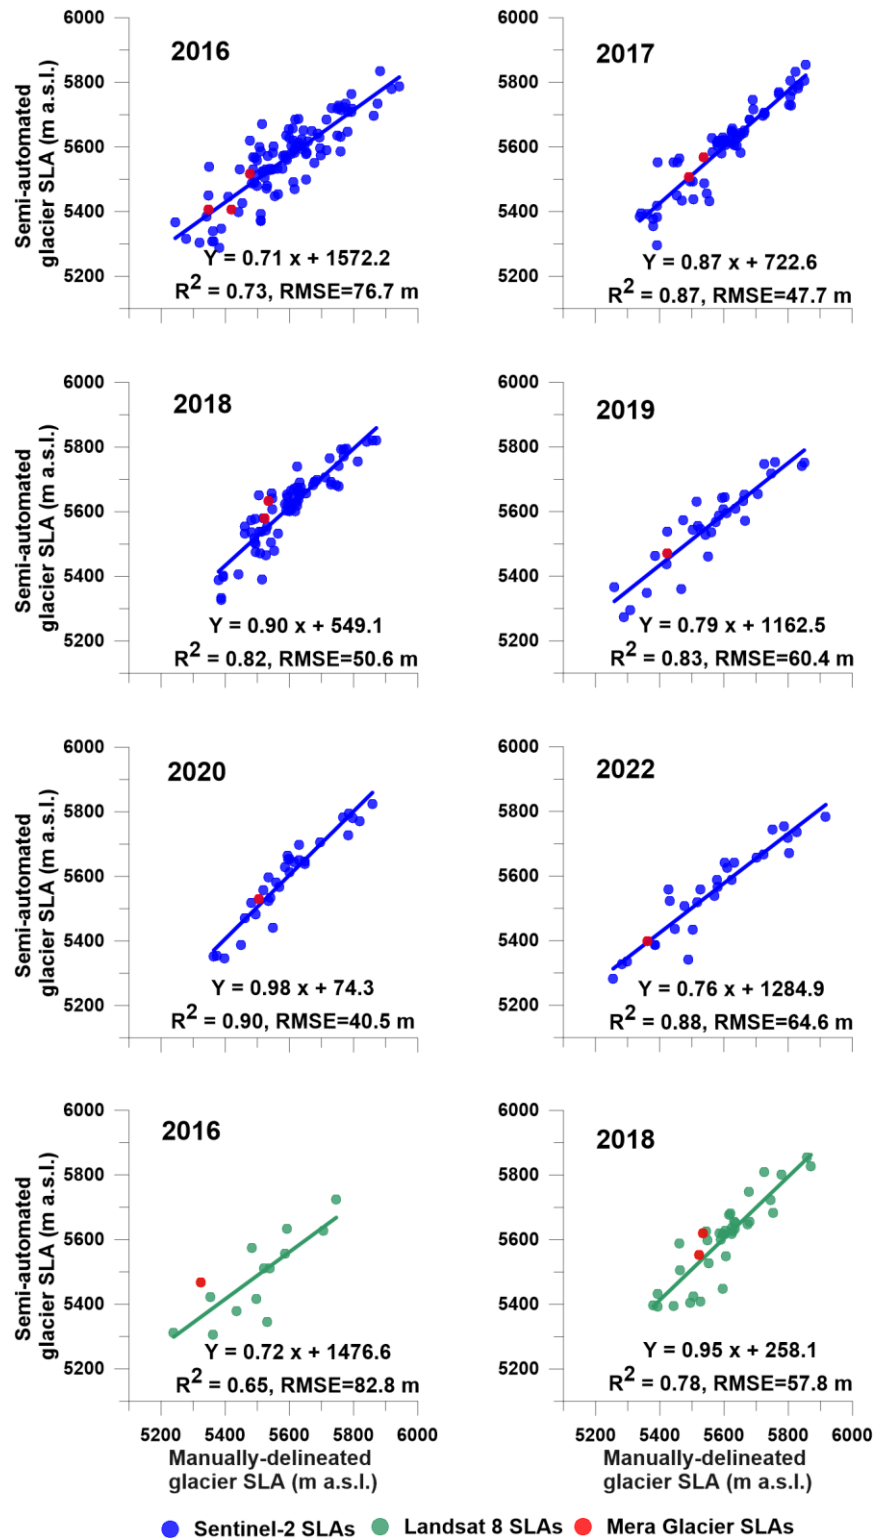 6000
5800
5600
5400
5200
Semi-automated
glacier SLA (m a.s.l.)
2016
Y = 0.71 x + 1572.2
R² = 0.73, RMSE=76.7 m
6000
5800
5600
5400
5200
2017
Y = 0.87 x + 722.6
R² = 0.87, RMSE=47.7 m
6000
5800
5600
5400
5200
Semi-automated
glacier SLA (m a.s.l.)
2018
Y = 0.90 x + 549.1
R² = 0.82, RMSE=50.6 m
6000
5800
5600
5400
5200
2019
Y = 0.79 x + 1162.5
R² = 0.83, RMSE=60.4 m
6000
5800
5600
5400
5200
Semi-automated
glacier SLA (m a.s.l.)
2020
Y = 0.98 x + 74.3
R² = 0.90, RMSE=40.5 m
6000
5800
5600
5400
5200
2022
Y = 0.76 x + 1284.9
R² = 0.88, RMSE=64.6 m
6000
5800
5600
5400
5200
Semi-automated
glacier SLA (m a.s.l.)
2016
Y = 0.72 x + 1476.6
R² = 0.65, RMSE=82.8 m
5200 5400 5600 5800 6000
Manually-delineated
glacier SLA (m a.s.l.)
6000
5800
5600
5400
5200
2018
Y = 0.95 x + 258.1
R² = 0.78, RMSE=57.8 m
5200 5400 5600 5800 6000
Manually-delineated
glacier SLA (m a.s.l.)
Sentinel-2 SLAs Landsat 8 SLAs Mera Glacier SLAs